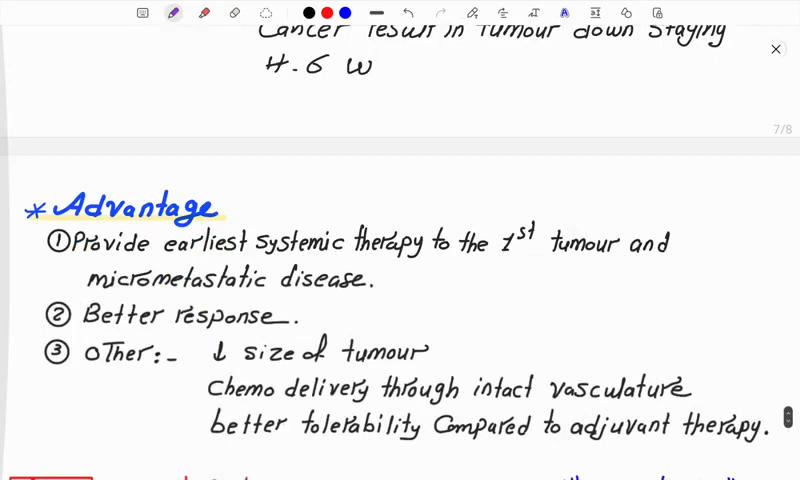 Cancer result in tumour down staying
4.6 w
7/8
* Advantage
① Provide earliest systemic therapy to the 1st tumour and
micrometastatic disease.
② Better response.
③ oTher:- ↓ size of tumour
chemo delivery through intact vasculature
better tolerability Compared to adjuvant therapy.